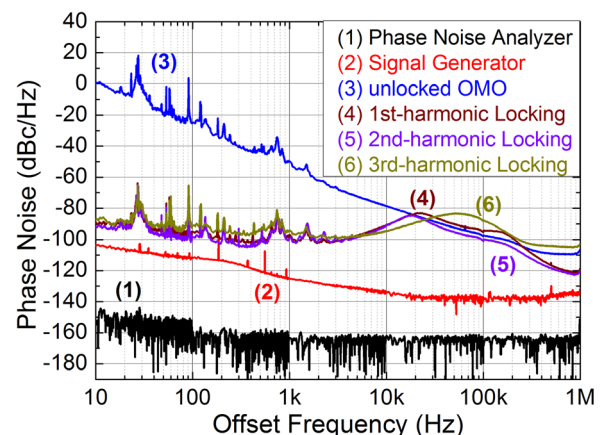 40
20
0
-20
-40
-60
-80
-100
-120
-140
-160
-180
Phase Noise (dBc/Hz)
(1) Phase Noise Analyzer
(2) Signal Generator
(3) unlocked OMO
(4) 1st-harmonic Locking
(5) 2nd-harmonic Locking
(6) 3rd-harmonic Locking
(3)
(4)
(6)
(5)
(2)
(1)
10 100 1k 10k 100k 1M
Offset Frequency (Hz)